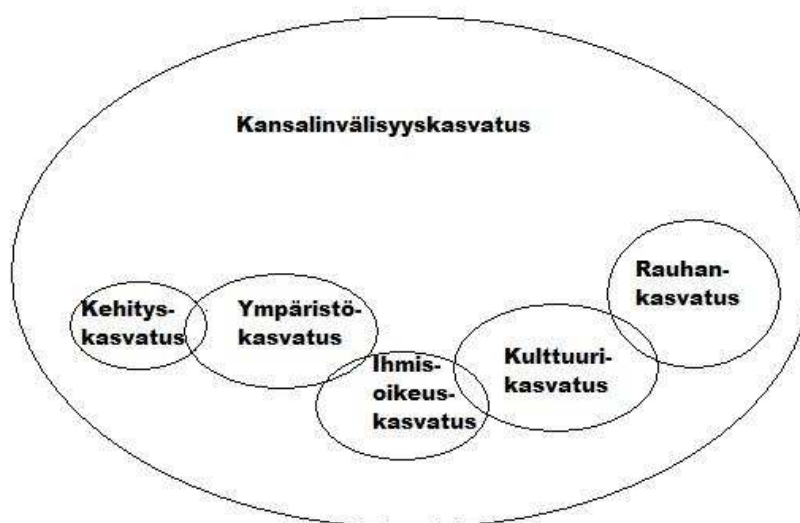 Kansalinvälisyyskasvatus
Kehitys-
kasvatus
Ympäristö-
kasvatus
Ihmis-
oikeus-
kasvatus
Kulttuuri-
kasvatus
Rauhan-
kasvatus